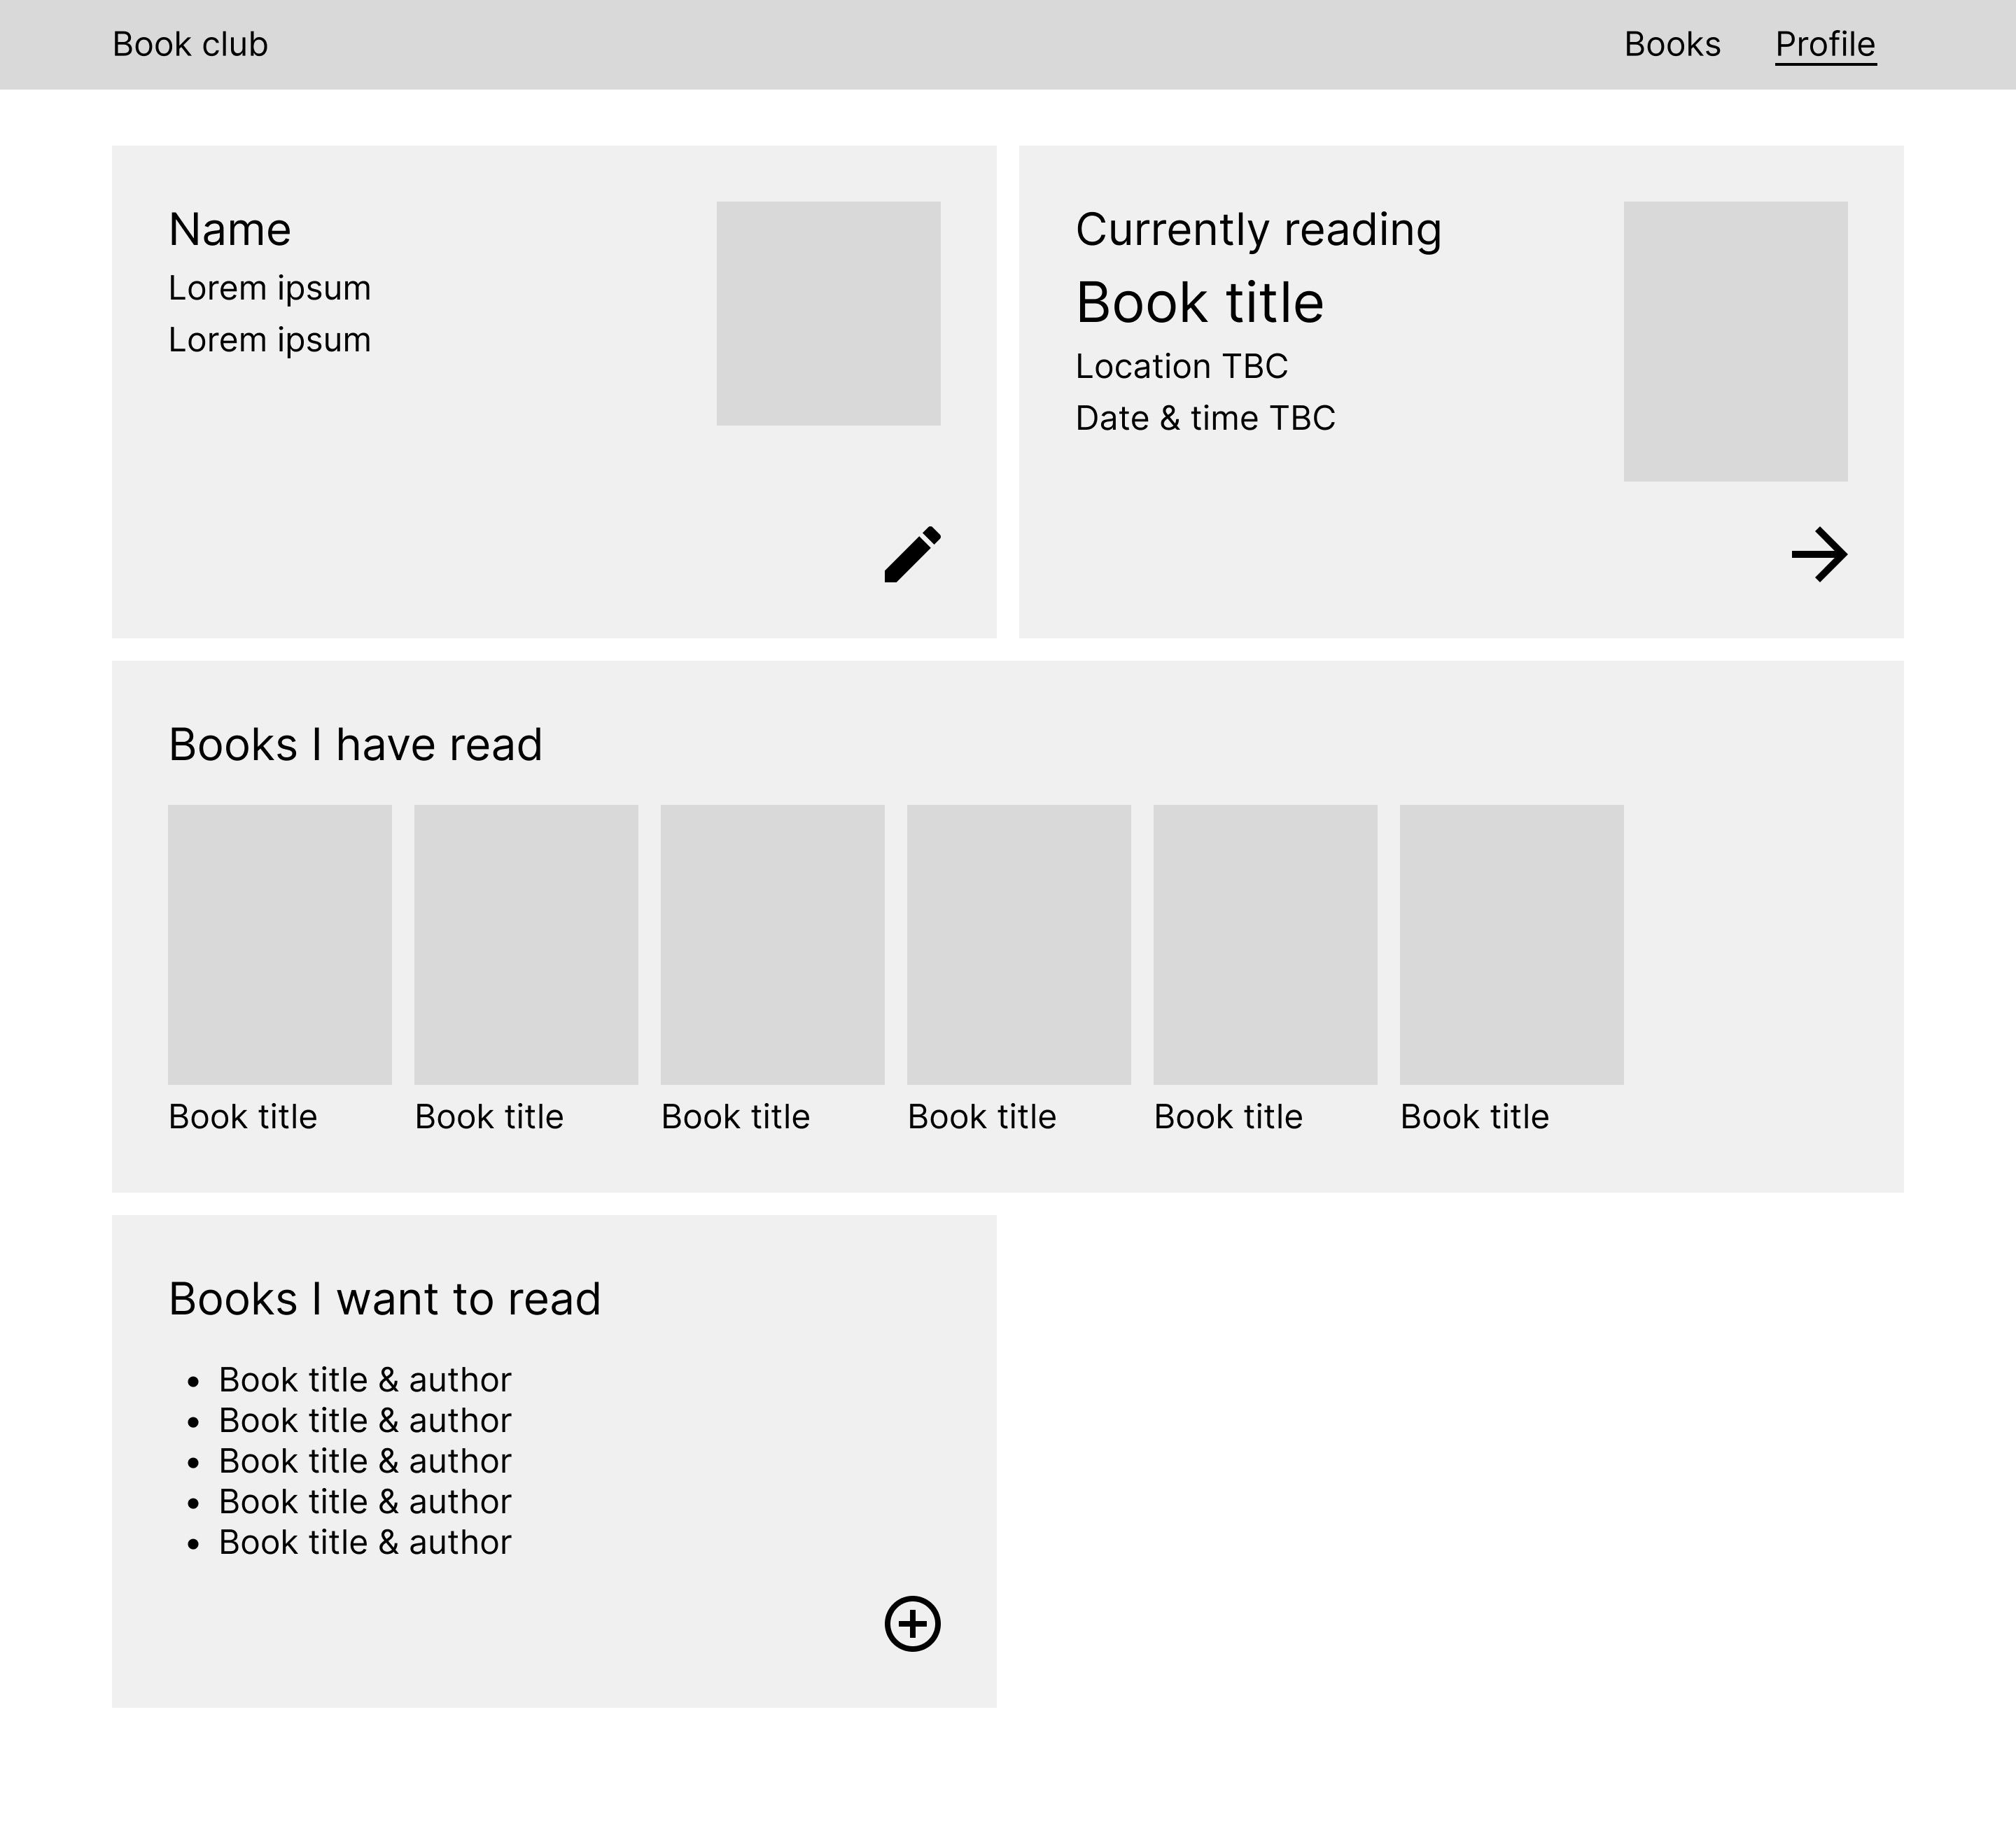 Book club
Books
Profile
Name
Lorem ipsum
Lorem ipsum
Currently reading
Book title
Location TBC
Date & time TBC
Books I have read
Book title
Book title
Book title
Book title
Book title
Book title
Books I want to read
• Book title & author
• Book title & author
• Book title & author
• Book title & author
• Book title & author